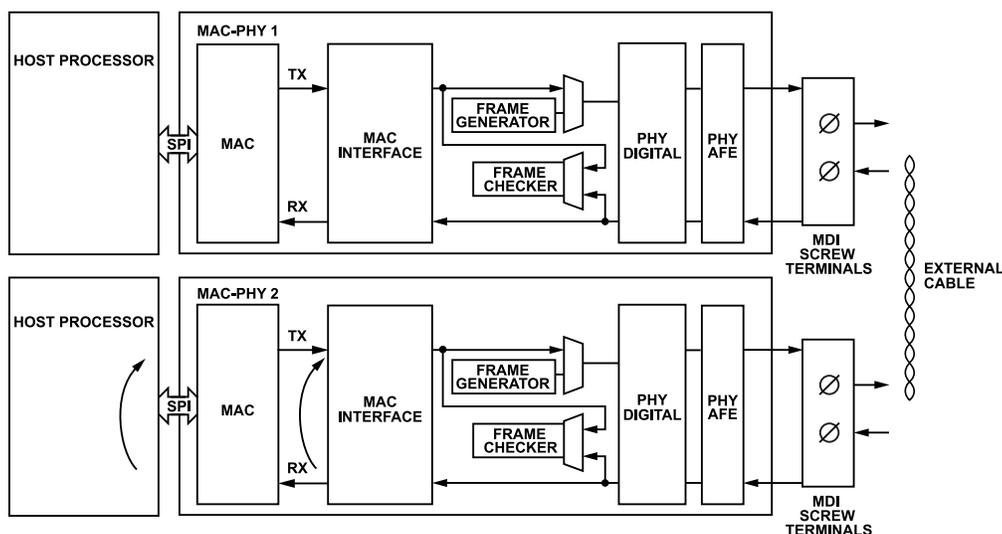 HOST PROCESSOR
MAC-PHY 1
SPI
MAC
TX
RX
MAC
INTERFACE
FRAME
GENERATOR
FRAME
CHECKER
PHY
DIGITAL
PHY
AFE
MDI
SCREW
TERMINALS
EXTERNAL
CABLE
HOST PROCESSOR
MAC-PHY 2
SPI
MAC
TX
RX
MAC
INTERFACE
FRAME
GENERATOR
FRAME
CHECKER
PHY
DIGITAL
PHY
AFE
MDI
SCREW
TERMINALS